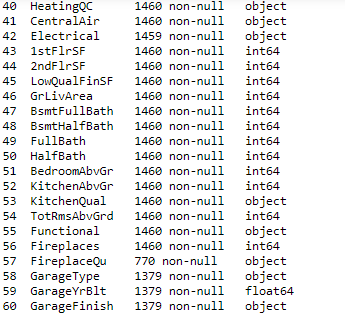 40 HeatingQC 1460 non-null object
41 CentralAir 1460 non-null object
42 Electrical 1459 non-null object
43 1stFlrSF 1460 non-null int64
44 2ndFlrSF 1460 non-null int64
45 LowQualFinSF 1460 non-null int64
46 GrLivArea 1460 non-null int64
47 BsmtFullBath 1460 non-null int64
48 BsmtHalfBath 1460 non-null int64
49 FullBath 1460 non-null int64
50 HalfBath 1460 non-null int64
51 BedroomAbvGr 1460 non-null int64
52 KitchenAbvGr 1460 non-null int64
53 KitchenQual 1460 non-null object
54 TotRmsAbvGrd 1460 non-null int64
55 Functional 1460 non-null object
56 Fireplaces 1460 non-null int64
57 FireplaceQu 770 non-null object
58 GarageType 1379 non-null object
59 GarageYrBlt 1379 non-null float64
60 GarageFinish 1379 non-null object